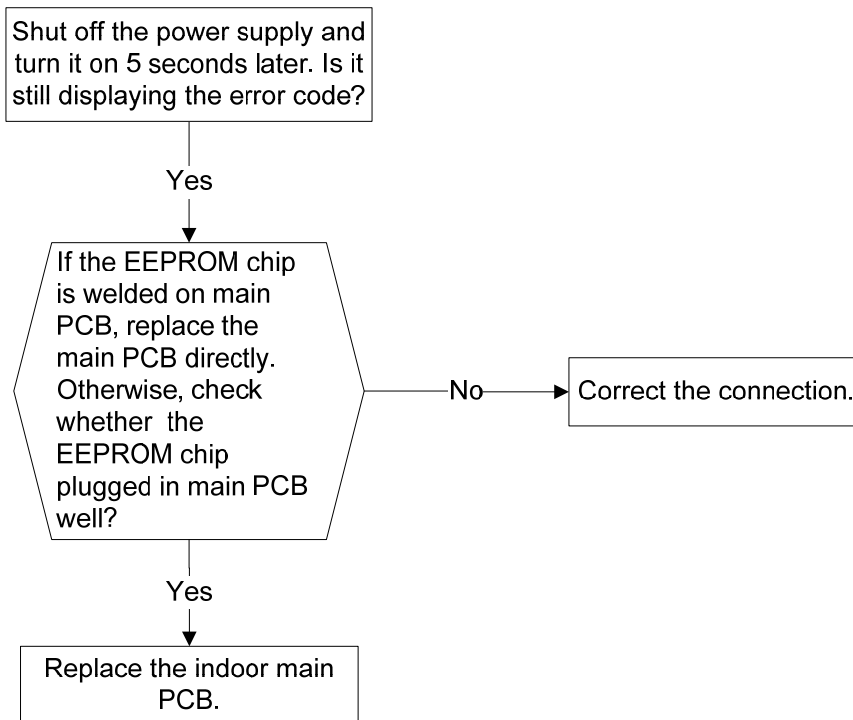 Shut off the power supply and
turn it on 5 seconds later. Is it
still displaying the error code?
Yes
If the EEPROM chip
is welded on main
PCB, replace the
main PCB directly.
Otherwise, check
whether the
EEPROM chip
plugged in main PCB
well?
No
Correct the connection.
Yes
Replace the indoor main
PCB.